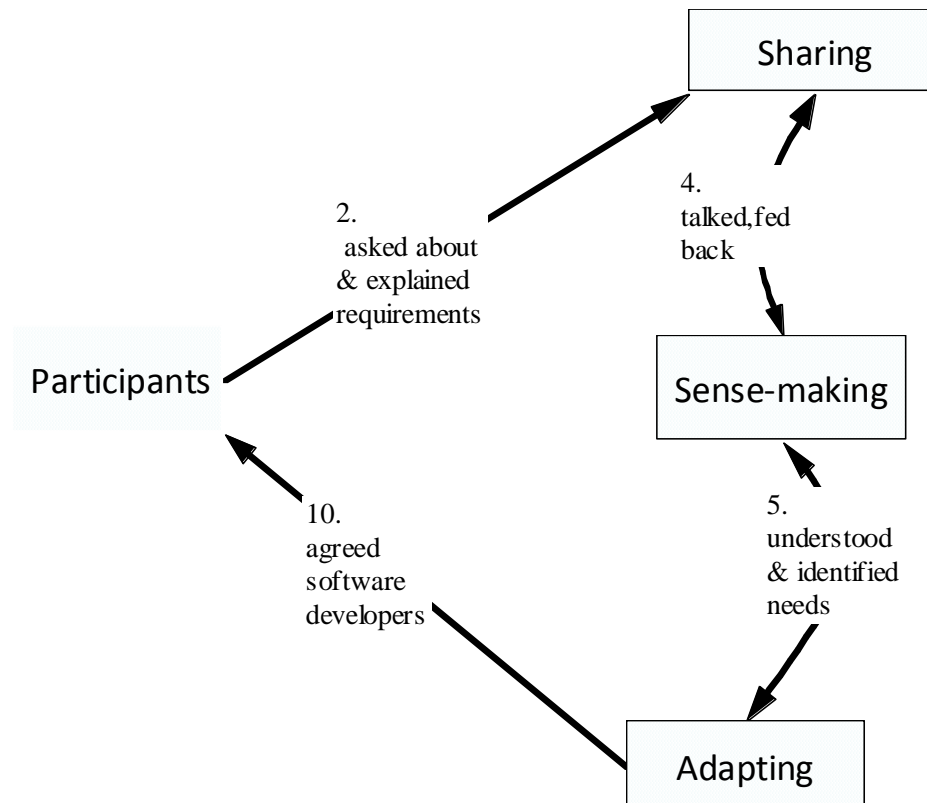 Sharing
2.
asked about
& explained
requirements
4.
talked,fed
back
Participants
Sense-making
10.
agreed
software
developers
5.
understood
& identified
needs
Adapting